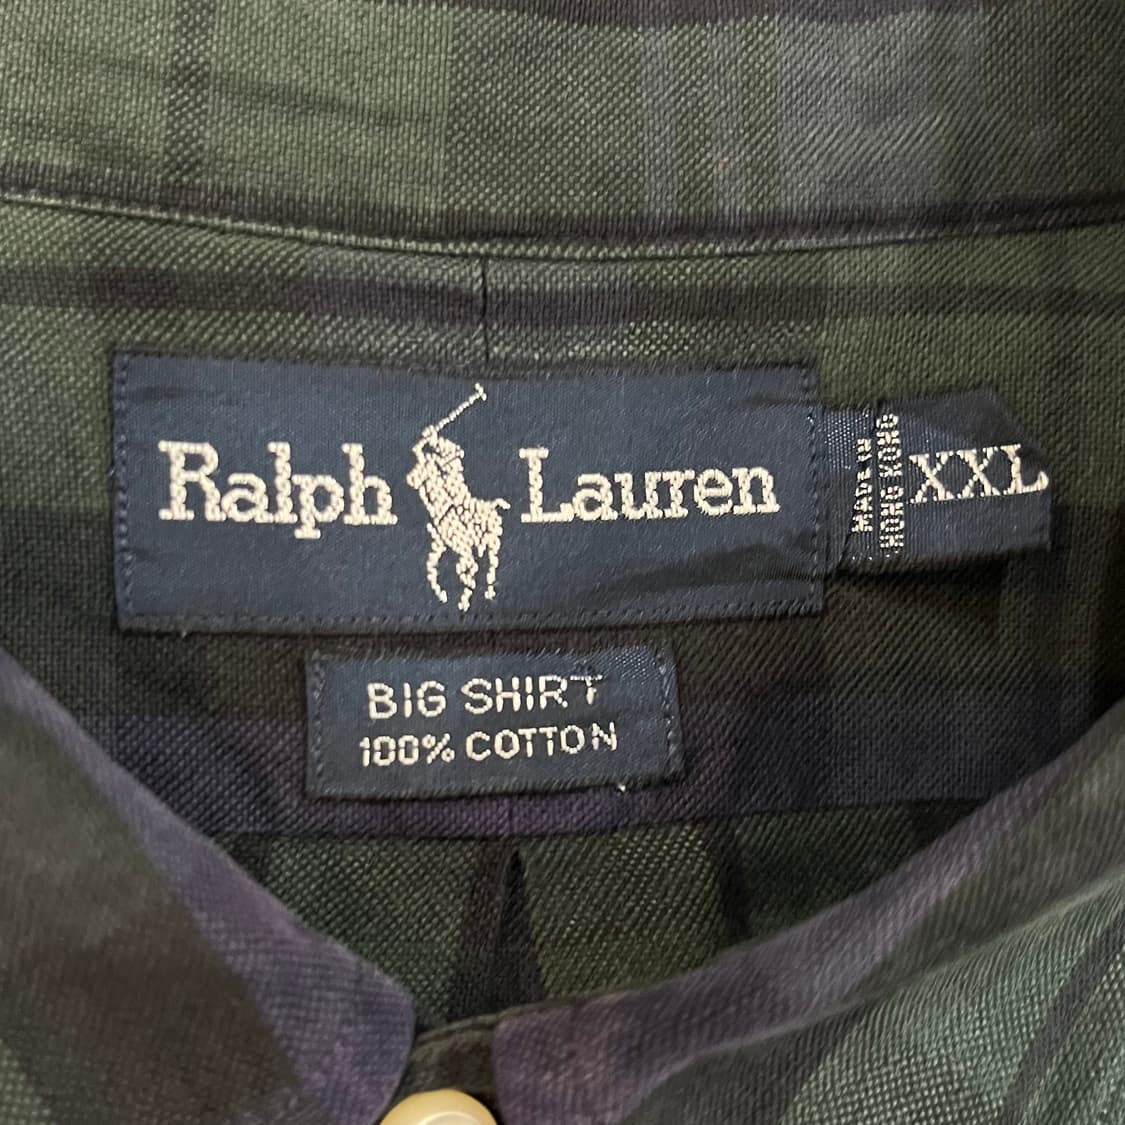 Ralph Lauren
MADE IN
HONG KONG
XXL
BIG SHIRT
100% COTTON